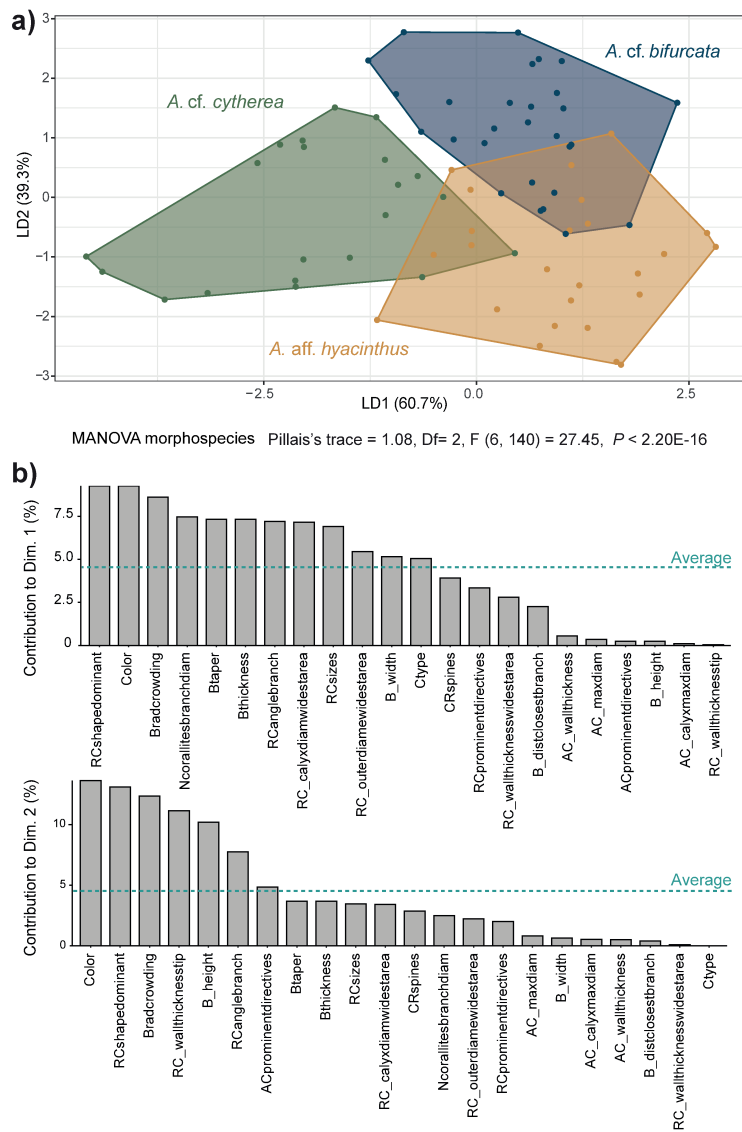 a)
3
2
1
0
−1
−2
−3
LD2 (39.3%)
A. cf. bifurcata
A. cf. cytherea
A. aff. hyacinthus
−2.5
0.0
2.5
LD1 (60.7%)
MANOVA morphospecies Pillais's trace = 1.08, Df= 2, F (6, 140) = 27.45, P < 2.20E-16
b)
Contribution to Dim. 1 (%)
7.5
5.0
2.5
0
Average
RCshapedominant
Color
Bradcrowding
Ncorallitesbranchdiam
Btaper
Bthickness
RCanglebranch
RC_calyxdiamwidestarea
RCsizes
RC_outerdiamewidestarea
B_width
Ctype
CRspines
RCprominentdirectives
RC_wallthicknesswidestarea
B_distclosestbranch
AC_wallthickness
AC_maxdiam
ACprominentdirectives
B_height
AC_calyxmaxdiam
RC_wallthicknesstip
Contribution to Dim. 2 (%)
10
5
0
Average
Color
RCshapedominant
Bradcrowding
RC_wallthicknesstip
B_height
RCanglebranch
ACprominentdirectives
Btaper
Bthickness
RCsizes
RC_calyxdiamwidestarea
CRspines
Ncorallitesbranchdiam
RC_outerdiamewidestarea
RCprominentdirectives
AC_maxdiam
B_width
AC_calyxmaxdiam
AC_wallthickness
B_distclosestbranch
RC_wallthicknesswidestarea
Ctype